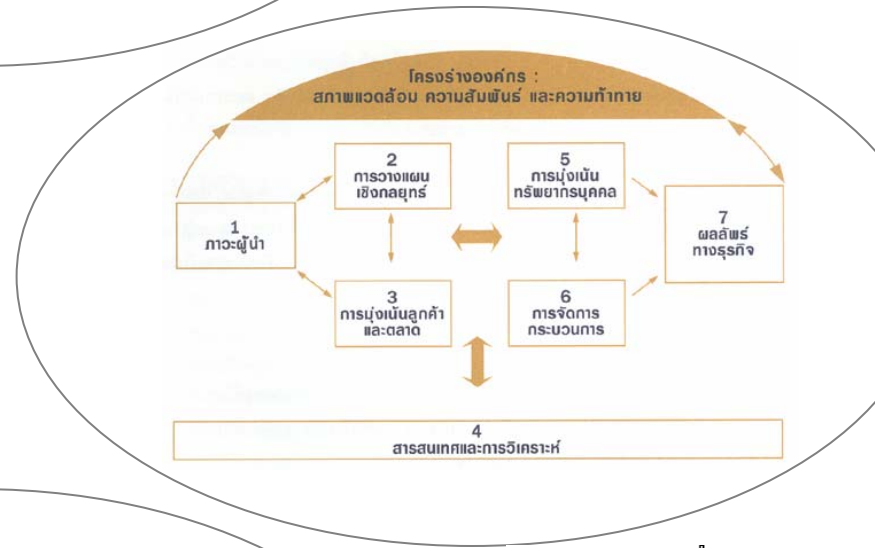 โครงร่างองค์กร :
สภาพแวดล้อม ความสัมพันธ์ และความท้าทาย
2
การวางแผน
เชิงกลยุทธ์
5
การมุ่งเน้น
ทรัพยากรบุคคล
1
ภาวะผู้นำ
7
ผลลัพธ์
ทางธุรกิจ
3
การมุ่งเน้นลูกค้า
และตลาด
6
การจัดการ
กระบวนการ
4
สารสนเทศและการวิเคราะห์